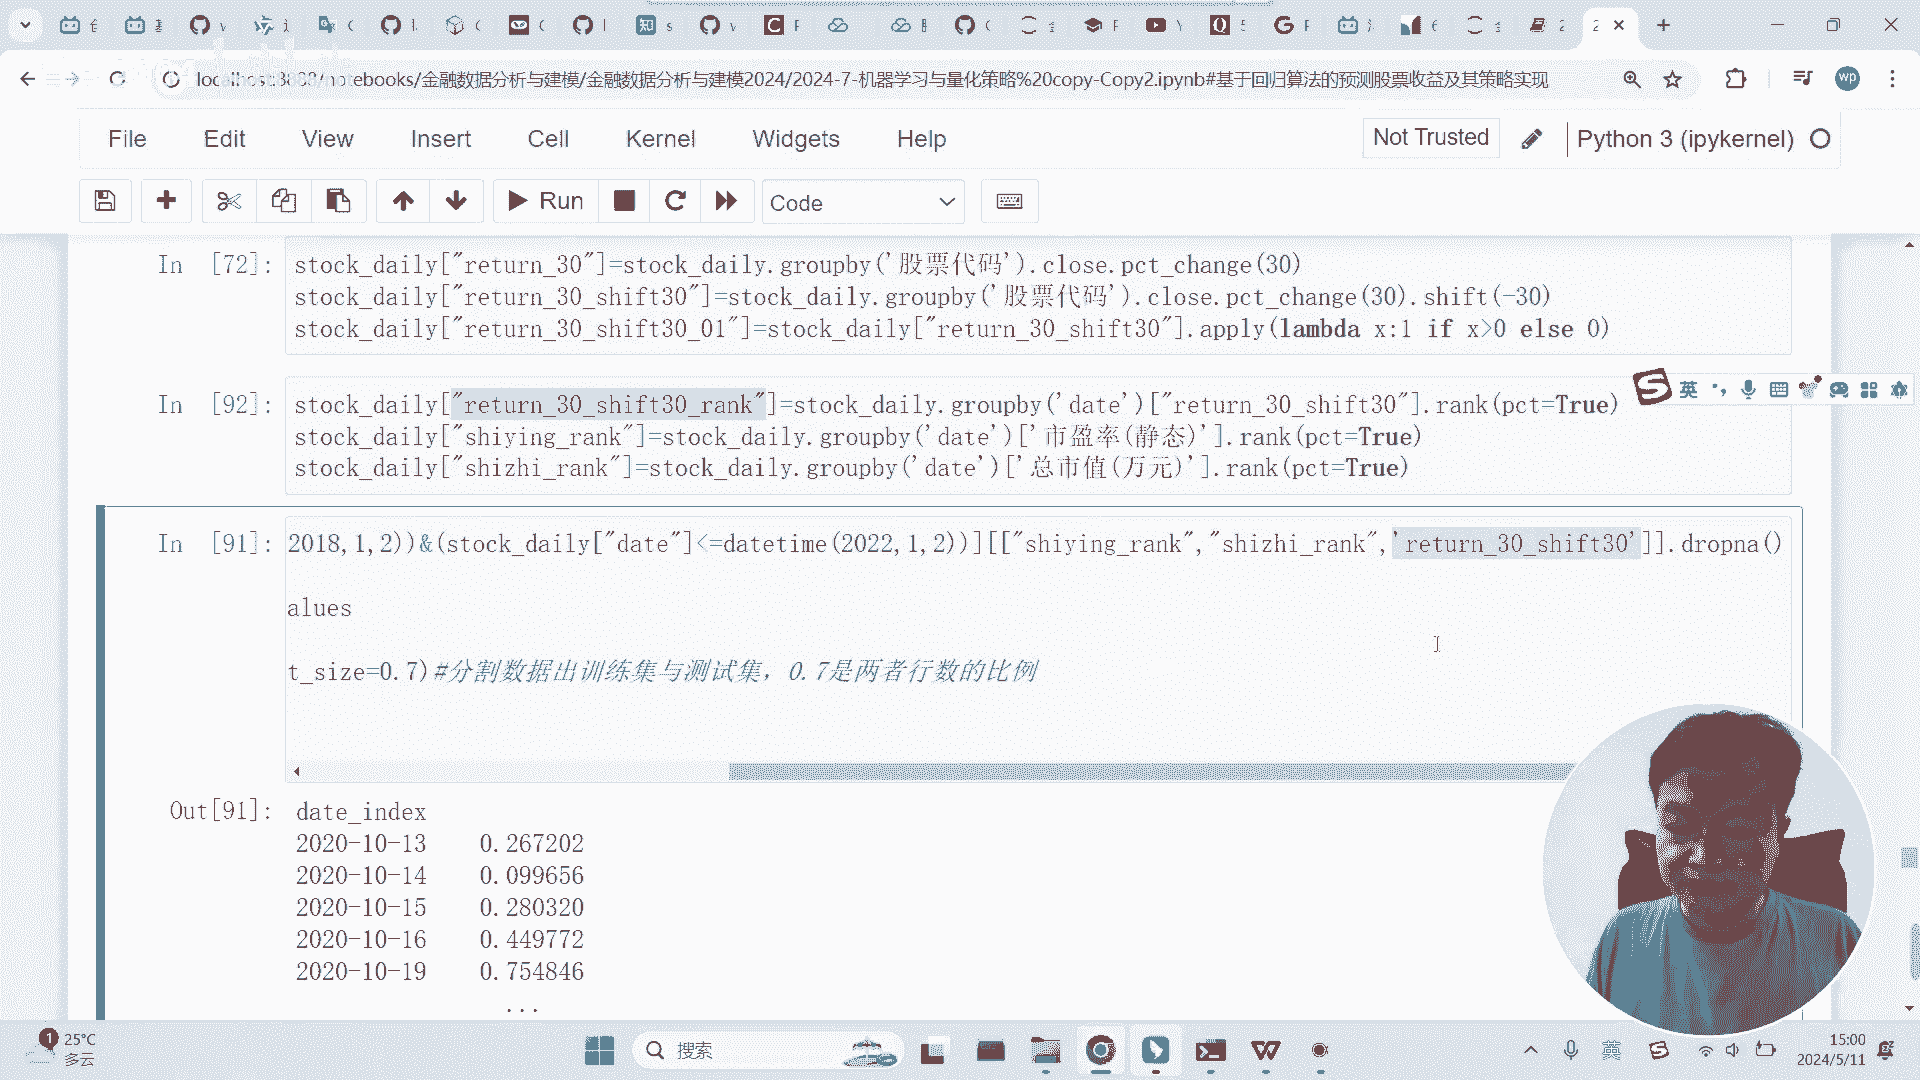 localhost:8888/notebooks/金融数据分析与建模/金融数据分析与建模2024/2024-7-机器学习与量化策略%20copy-Copy2.ipynb#基于回归算法的预测股票收益及其策略实现
wp
File Edit View Insert Cell Kernel Widgets Help
Not Trusted
Python 3 (ipykernel)
Run
Code
In [72]:
stock_daily["return_30"]=stock_daily.groupby('股票代码').close.pct_change(30)
stock_daily["return_30_shift30"]=stock_daily.groupby('股票代码').close.pct_change(30).shift(-30)
stock_daily["return_30_shift30_01"]=stock_daily["return_30_shift30"].apply(lambda x:1 if x>0 else 0)
In [92]:
stock_daily["return_30_shift30_rank"]=stock_daily.groupby('date')["return_30_shift30"].rank(pct=True)
stock_daily["shiying_rank"]=stock_daily.groupby('date')['市盈率(静态)'].rank(pct=True)
stock_daily["shizhi_rank"]=stock_daily.groupby('date')['总市值(万元)'].rank(pct=True)
英
In [91]:
2018,1,2))&(stock_daily["date"]<=datetime(2022,1,2))][["shiying_rank","shizhi_rank",'return_30_shift30']].dropna()
alues
t_size=0.7)#分割数据出训练集与测试集，0.7是两者行数的比例
Out[91]:
date_index
2020-10-13 0.267202
2020-10-14 0.099656
2020-10-15 0.280320
2020-10-16 0.449772
2020-10-19 0.754846
...
1
25°C
多云
搜索
英
15:00
2024/5/11